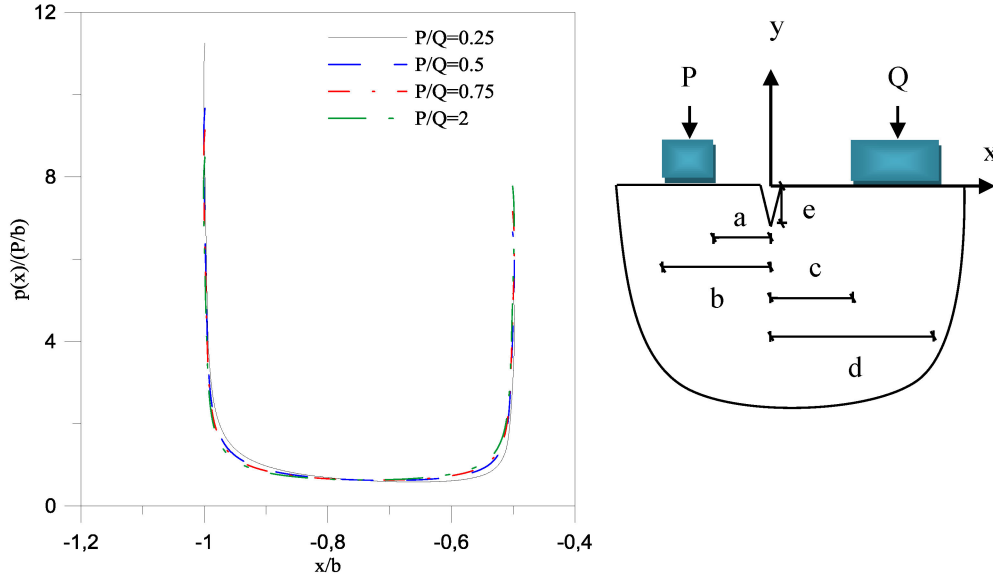 12
8
4
0
p(x)/(P/b)
-1,2
-1
-0,8
-0,6
-0,4
x/b
P/Q=0.25
P/Q=0.5
P/Q=0.75
P/Q=2
y
P
Q
x
e
a
c
b
d